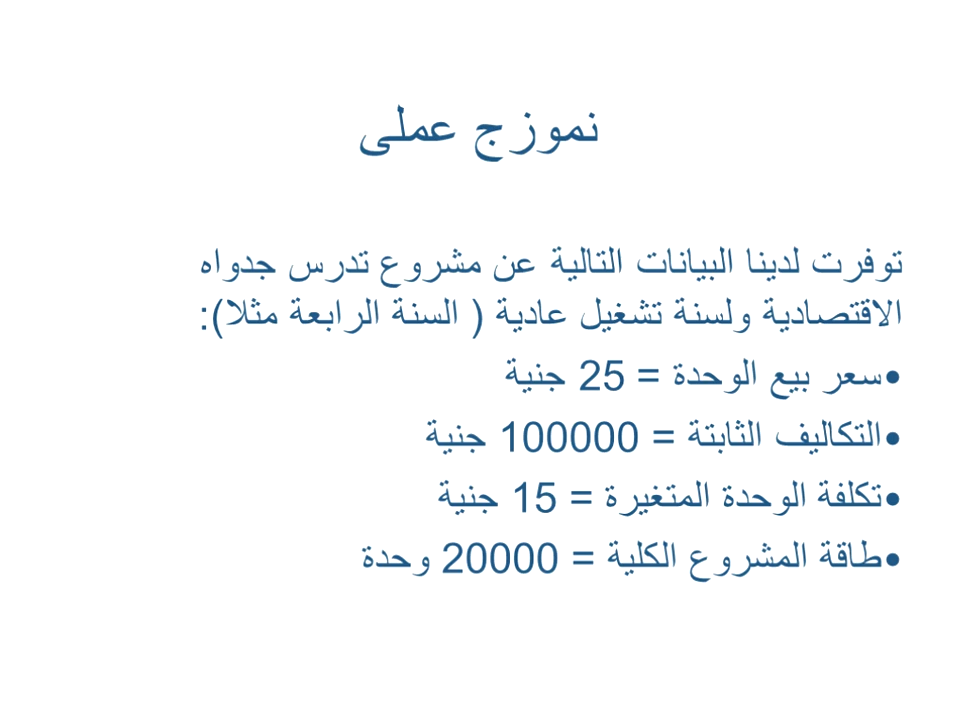 نموزج عملى
توفرت لدينا البيانات التالية عن مشروع تدرس جدواه
الاقتصادية ولسنة تشغيل عادية ( السنة الرابعة مثلا):
•سعر بيع الوحدة = 25 جنية
•التكاليف الثابتة = 100000 جنية
•تكلفة الوحدة المتغيرة = 15 جنية
•طاقة المشروع الكلية = 20000 وحدة